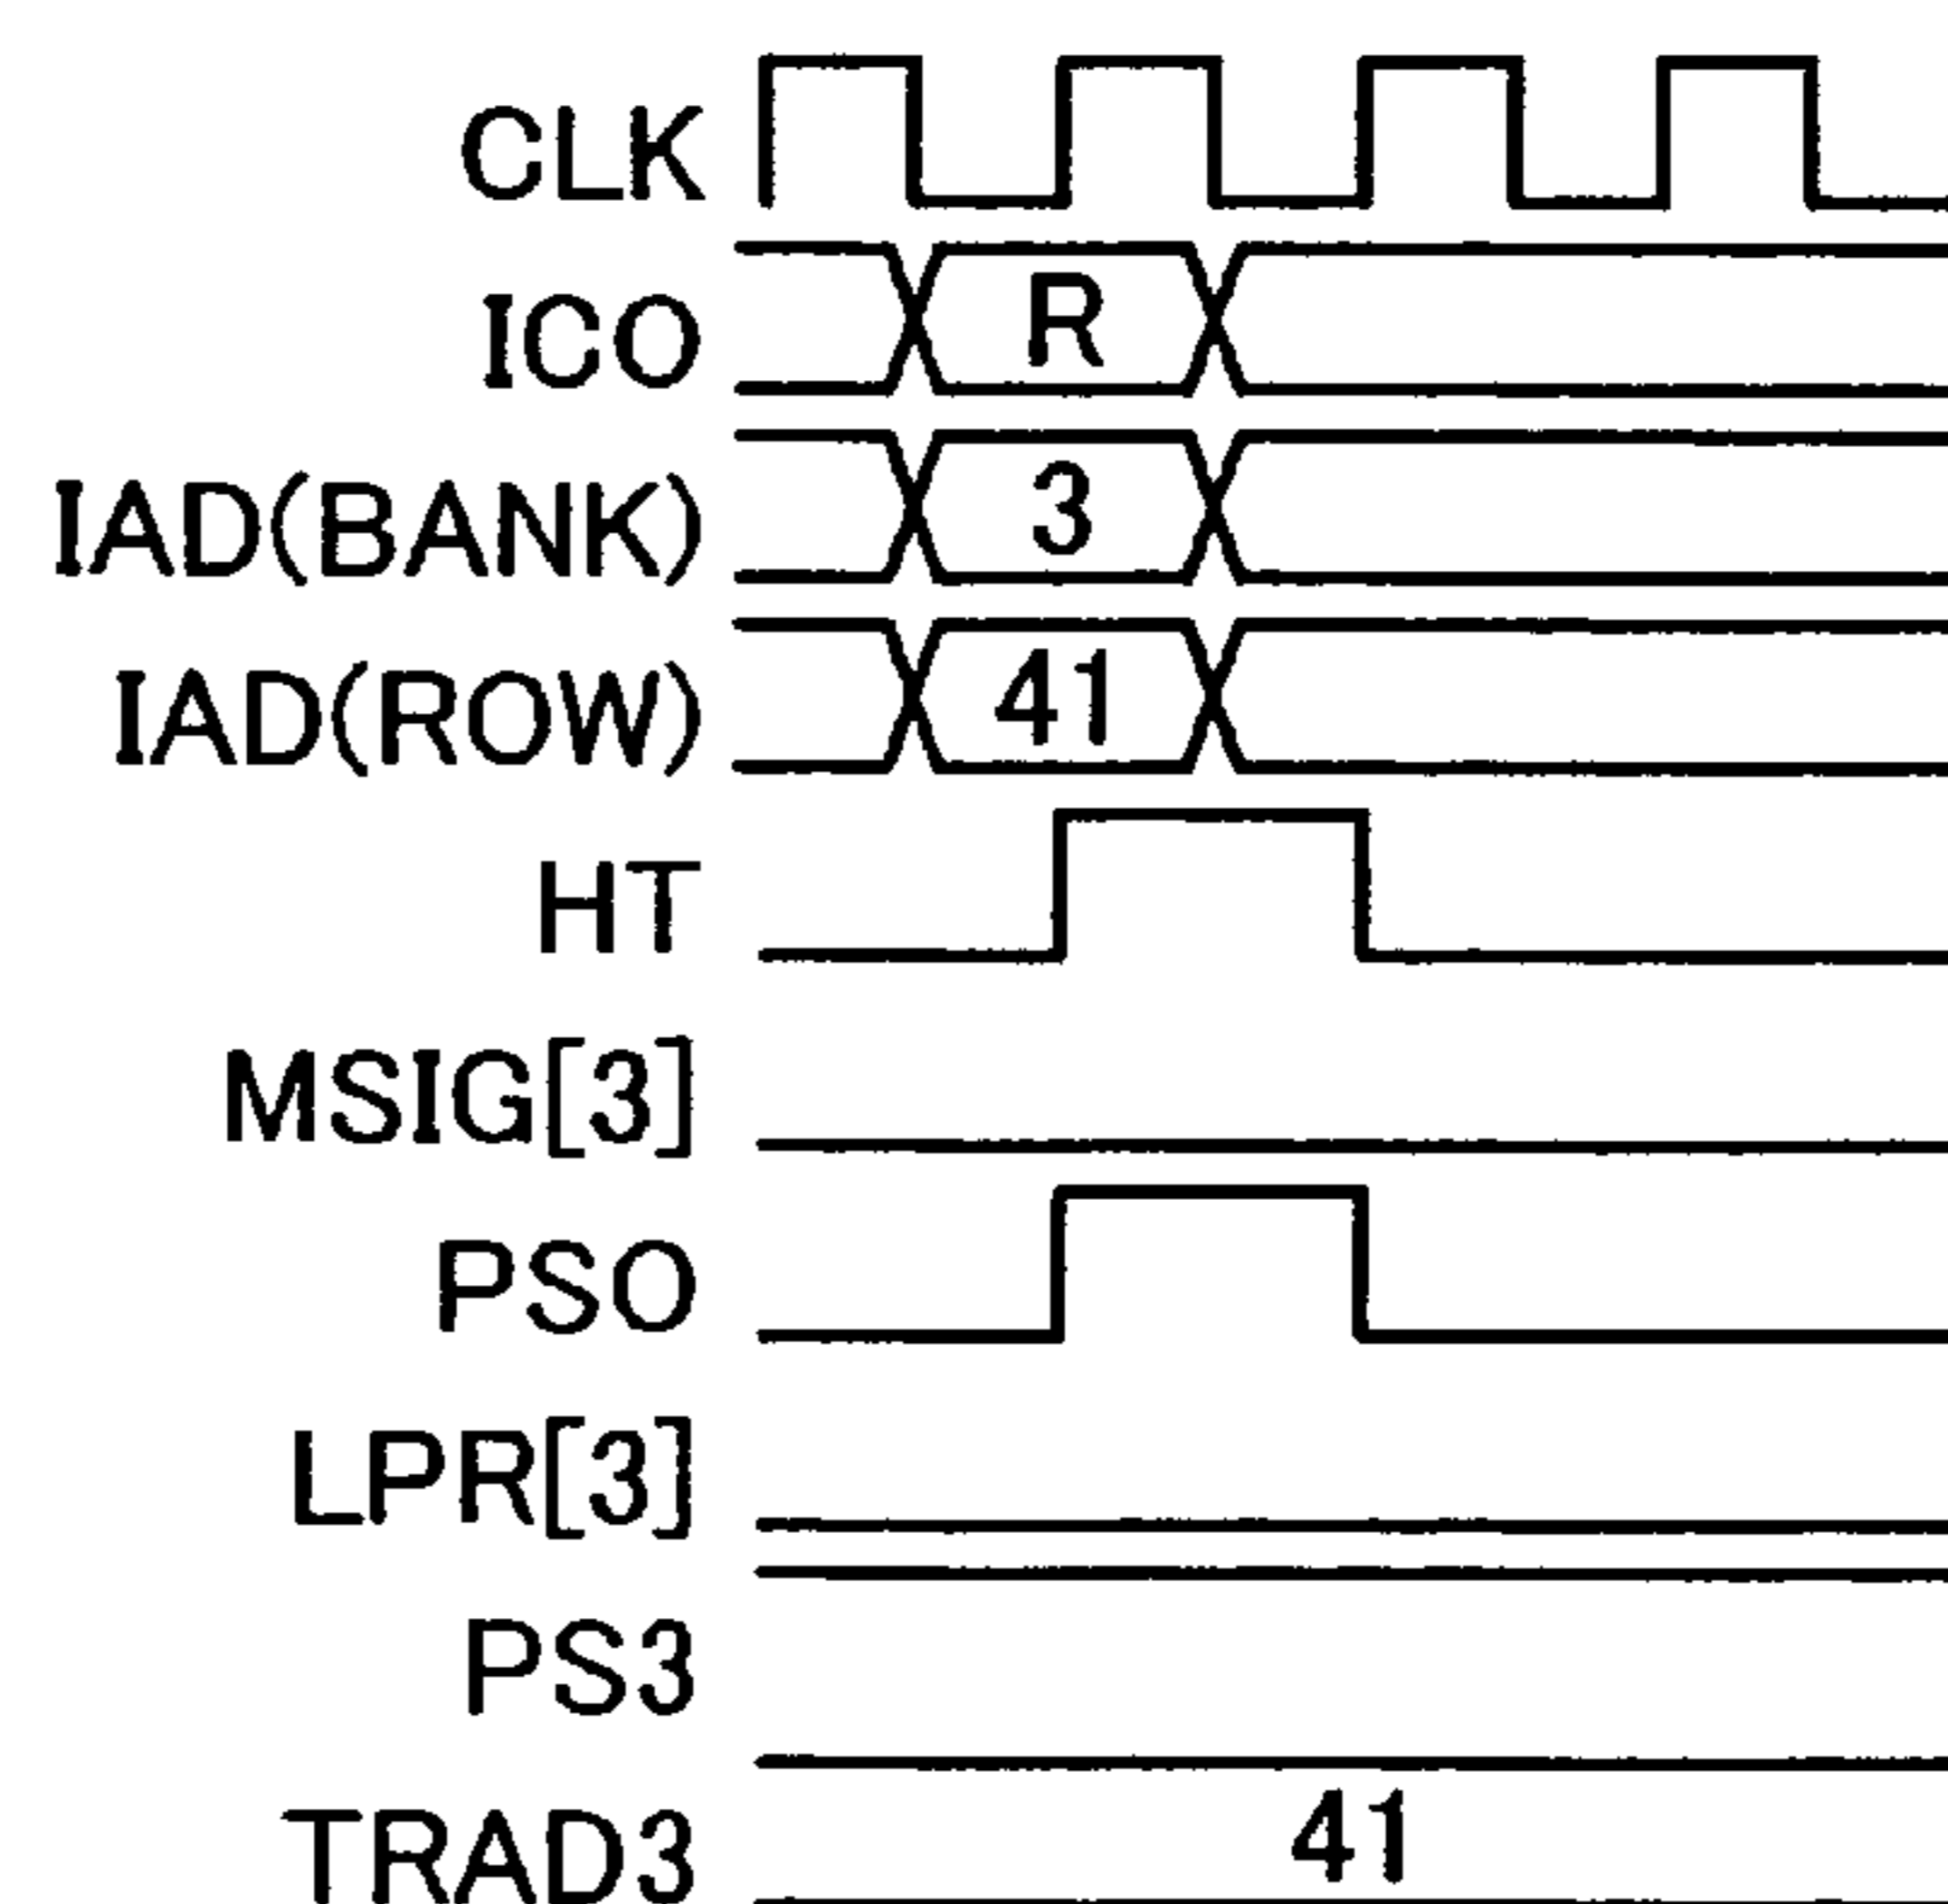 CLK
ICO R
IAD(BANK) 3
IAD(ROW) 41
HT
MSIG[3]
PSO
LPR[3]
PS3
TRAD3 41